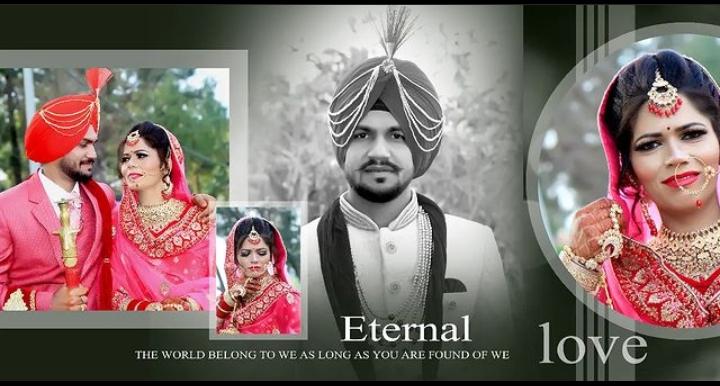 Eternal
love
THE WORLD BELONG TO WE AS LONG AS YOU ARE FOUND OF WE